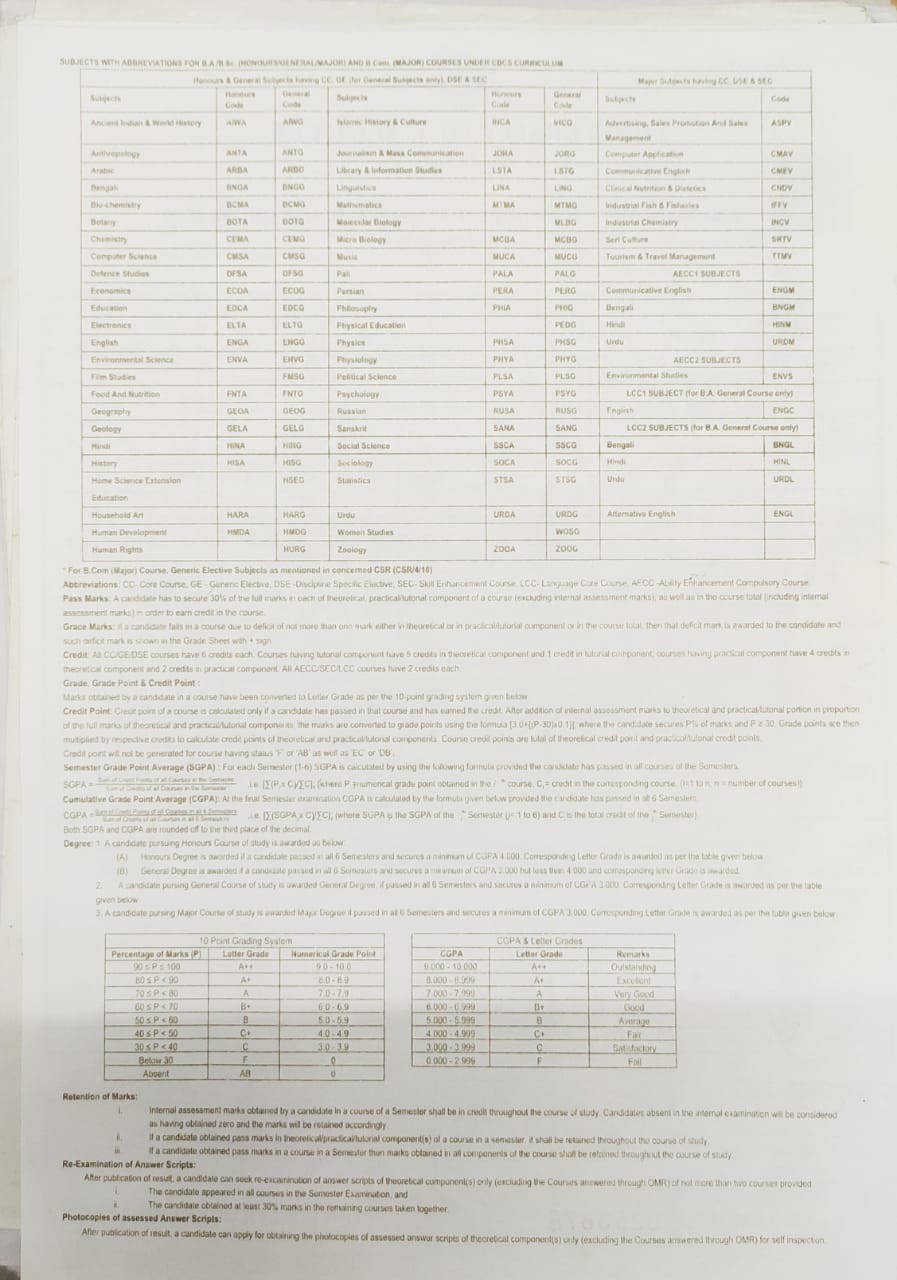 SUBJECTS WITH ABBREVIATIONS FOR B.A/B.Sc. (HONOURS/GENERAL/MAJOR) AND B.Com. (MAJOR) COURSES UNDER CBCS CURRICULUM
Honours & General Subjects having CC, GE (for General Subjects only), DSE & SEC Major Subjects having CC, DSE & SEC
Subjects Honours Code General Code Subjects Honours Code General Code Subjects Code
Ancient Indian & World History AIWA AIWG Islamic History & Culture IHCA IHCG Advertising, Sales Promotion And Sales Management ASPV
Anthropology ANTA ANTG Journalism & Mass Communication JORA JORG Computer Application CMAV
Arabic ARBA ARBG Library & Information Studies LSTA LSTG Communicative English CMEV
Bengali BNGA BNGG Linguistics LINA LING Clinical Nutrition & Dietetics CNDV
Bio-chemistry BCMA BCMG Mathematics MTMA MTMG Industrial Fish & Fisheries IFFV
Botany BOTA BOTG Molecular Biology MLBG Industrial Chemistry INCV
Chemistry CEMA CEMG Micro Biology MCBA MCBG Seri Culture SRTV
Computer Science CMSA CMSG Music MUCA MUCG Tourism & Travel Management TTMV
Defence Studies DFSA DFSG Pali PALA PALG AECC1 SUBJECTS
Economics ECOA ECOG Persian PERA PERG Communicative English ENGM
Education EDCA EDCG Philosophy PHIA PHIG Bengali BNGM
Electronics ELTA ELTG Physical Education PEDG Hindi HINM
English ENGA ENGG Physics PHSA PHSG Urdu URDM
Environmental Science ENVA ENVG Physiology PHYA PHYG AECC2 SUBJECTS
Film Studies FMSG Political Science PLSA PLSG Environmental Studies ENVS
Food And Nutrition FNTA FNTG Psychology PSYA PSYG LCC1 SUBJECT (for B.A. General Course only)
Geography GEOA GEOG Russian RUSA RUSG English ENGC
Geology GELA GELG Sanskrit SANA SANG LCC2 SUBJECTS (for B.A. General Course only)
Hindi HINA HING Social Science SSCA SSCG Bengali BNGL
History HISA HISG Sociology SOCA SOCG Hindi HINL
Home Science Extension Education HSEG Statistics STSA STSG Urdu URDL
Household Art HARA HARG Urdu URDA URDG Alternative English ENGL
Human Development HMDA HMDG Women Studies WOSG
Human Rights HURG Zoology ZOOA ZOOG
* For B.Com (Major) Course, Generic Elective Subjects as mentioned in concerned CSR (CSR/4/18)
Abbreviations: CC- Core Course, GE - Generic Elective, DSE -Discipline Specific Elective, SEC- Skill Enhancement Course, LCC- Language Core Course, AECC -Ability Enhancement Compulsory Course
Pass Marks: A candidate has to secure 30% of the full marks in each of theoretical, practical/tutorial component of a course (excluding internal assessment marks), as well as in the course total (including internal
assessment marks) in order to earn credit in the course.
Grace Marks: If a candidate fails in a course due to deficit of not more than one mark either in theoretical or in practical/tutorial component or in the course total, then that deficit mark is awarded to the candidate and
such deficit mark is shown in the Grade Sheet with + sign
Credit: All CC/GE/DSE courses have 6 credits each. Courses having tutorial component have 5 credits in theoretical component and 1 credit in tutorial component, courses having practical component have 4 credits in
theoretical component and 2 credits in practical component. All AECC/SEC/LCC courses have 2 credits each.
Grade, Grade Point & Credit Point :
Marks obtained by a candidate in a course have been converted to Letter Grade as per the 10-point grading system given below
Credit Point: Credit point of a course is calculated only if a candidate has passed in that course and has earned the credit. After addition of internal assessment marks to theoretical and practical/tutorial portion in proportion
of the full marks of theoretical and practical/tutorial components, the marks are converted to grade points using the formula [3.0+{(P-30)x0.1}], where the candidate secures P% of marks and P ≥ 30. Grade points are then
multiplied by respective credits to calculate credit points of theoretical and practical/tutorial components. Course credit points are total of theoretical credit point and practical/tutorial credit points.
Credit point will not be generated for course having status 'F' or 'AB' as well as 'EC' or 'DB'.
Semester Grade Point Average (SGPA) : For each Semester (1-6) SGPA is calculated by using the following formula provided the candidate has passed in all courses of the Semesters.
SGPA = Sum of Credit Points of all Courses in the Semester / Sum of Credits of all Courses in the Semester ,i.e. [Σ(PᵢxCᵢ)/ΣCᵢ], (where P =numerical grade point obtained in the i th course, Cᵢ= credit in the corresponding course. (i=1 to n, n = number of courses))
Cumulative Grade Point Average (CGPA): At the final Semester examination CGPA is calculated by the formula given below provided the candidate has passed in all 6 Semesters.
CGPA = Sum of Credit Points of all Courses in all 6 Semesters / Sum of Credits of all Courses in all 6 Semesters ,i.e. [Σ(SGPAⱼx Cⱼ)/ΣCⱼ], (where SGPA is the SGPA of the j th Semester (j= 1 to 6) and Cⱼ is the total credit of the j th Semester)
Both SGPA and CGPA are rounded off to the third place of the decimal.
Degree: 1. A candidate pursuing Honours Course of study is awarded as below:
(A) Honours Degree is awarded if a candidate passed in all 6 Semesters and secures a minimum of CGPA 4.000. Corresponding Letter Grade is awarded as per the table given below.
(B) General Degree is awarded if a candidate passed in all 6 Semesters and secures a minimum of CGPA 3.000 but less than 4.000 and corresponding letter Grade is awarded.
2. A candidate pursing General Course of study is awarded General Degree, if passed in all 6 Semesters and secures a minimum of CGPA 3.000. Corresponding Letter Grade is awarded as per the table
given below
3. A candidate pursing Major Course of study is awarded Major Degree if passed in all 6 Semesters and secures a minimum of CGPA 3.000. Corresponding Letter Grade is awarded as per the table given below.
10 Point Grading System
Percentage of Marks (P) Letter Grade Numerical Grade Point
90 ≤ P ≤ 100 A++ 9.0 - 10.0
80 ≤ P < 90 A+ 8.0 - 8.9
70 ≤ P < 80 A 7.0 - 7.9
60 ≤ P < 70 B+ 6.0 - 6.9
50 ≤ P < 60 B 5.0 - 5.9
40 ≤ P < 50 C+ 4.0 - 4.9
30 ≤ P < 40 C 3.0 - 3.9
Below 30 F 0
Absent AB 0
CGPA & Letter Grades
CGPA Letter Grade Remarks
9.000 - 10.000 A++ Outstanding
8.000 - 8.999 A+ Excellent
7.000 - 7.999 A Very Good
6.000 - 6.999 B+ Good
5.000 - 5.999 B Average
4.000 - 4.999 C+ Fair
3.000 - 3.999 C Satisfactory
0.000 - 2.999 F Fail
Retention of Marks:
i. Internal assessment marks obtained by a candidate in a course of a Semester shall be in credit throughout the course of study. Candidates absent in the internal examination will be considered
as having obtained zero and the marks will be retained accordingly.
ii. If a candidate obtained pass marks in theoretical/practical/tutorial component(s) of a course in a semester, it shall be retained throughout the course of study.
iii. If a candidate obtained pass marks in a course in a Semester then marks obtained in all components of the course shall be retained throughout the course of study.
Re-Examination of Answer Scripts:
After publication of result, a candidate can seek re-examination of answer scripts of theoretical component(s) only (excluding the Courses answered through OMR) of not more than two courses provided
i. The candidate appeared in all courses in the Semester Examination, and
ii. The candidate obtained at least 30% marks in the remaining courses taken together.
Photocopies of assessed Answer Scripts:
After publication of result, a candidate can apply for obtaining the photocopies of assessed answer scripts of theoretical component(s) only (excluding the Courses answered through OMR) for self inspection.